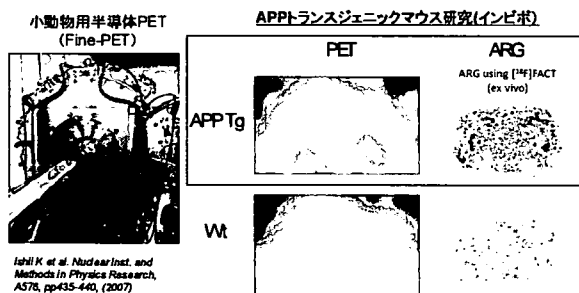 小動物用半導体PET
(Fine-PET)
Ishii K et al. Nuclear Inst. and
Methods in Physics Research,
A576, pp435-440, (2007)
APPトランスジェニックマウス研究(インビボ)
PET
ARG
ARG using [¹⁸F]FACT
(ex vivo)
APP Tg
Wt